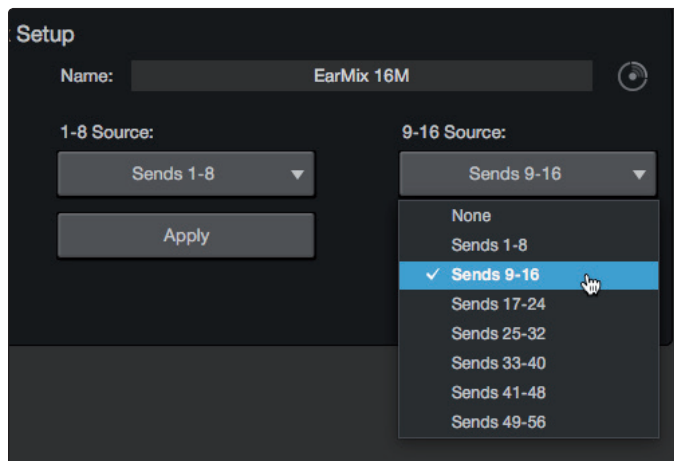 Setup
Name: EarMix 16M
1-8 Source: 9-16 Source:
Sends 1-8 Sends 9-16
Apply
None
Sends 1-8
Sends 9-16
Sends 17-24
Sends 25-32
Sends 33-40
Sends 41-48
Sends 49-56